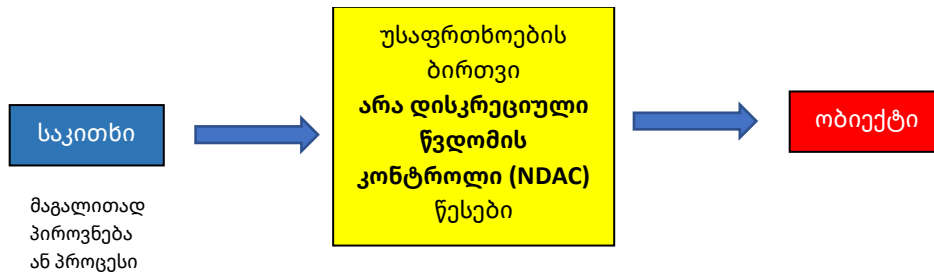 საკითხი
მაგალითად
პიროვნება
ან პროცესი
უსაფრთხოების
ბირთვი
არა დისკრეციული
წვდომის
კონტროლი (NDAC)
წესები
ობიექტი